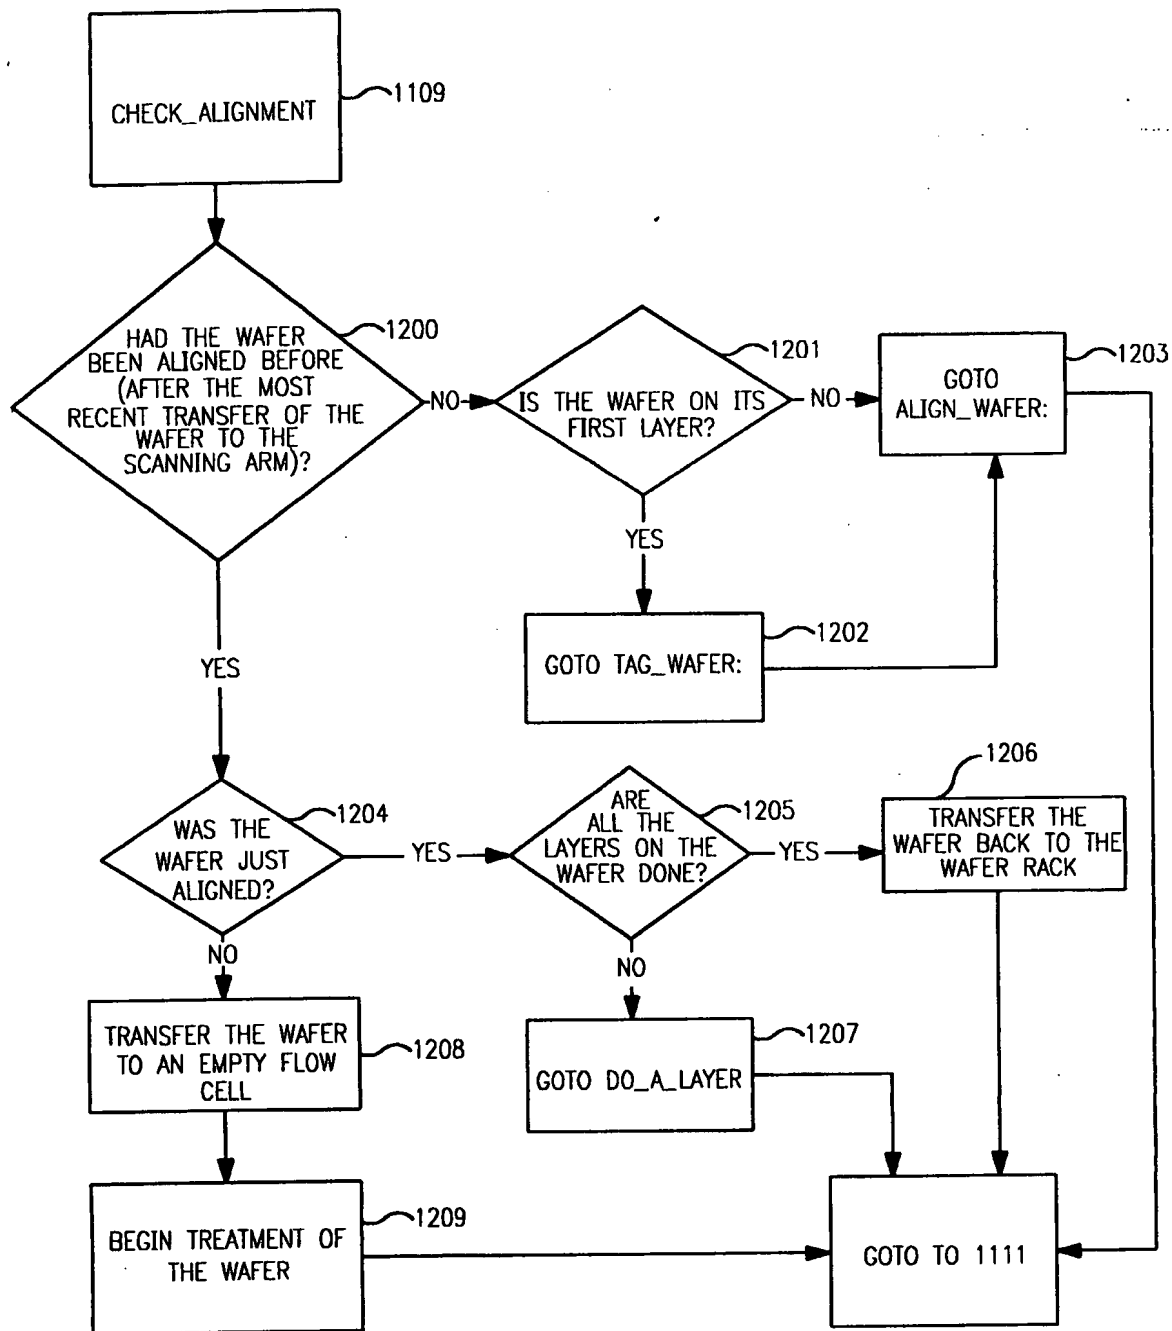 CHECK_ALIGNMENT
1109
HAD THE WAFER
BEEN ALIGNED BEFORE
(AFTER THE MOST
RECENT TRANSFER OF THE
WAFER TO THE
SCANNING ARM)?
1200
NO
IS THE WAFER ON ITS
FIRST LAYER?
1201
NO
GOTO
ALIGN_WAFER:
1203
YES
GOTO TAG_WAFER:
1202
YES
WAS THE
WAFER JUST
ALIGNED?
1204
YES
ARE
ALL THE
LAYERS ON THE
WAFER DONE?
1205
YES
TRANSFER THE
WAFER BACK TO THE
WAFER RACK
1206
NO
NO
TRANSFER THE WAFER
TO AN EMPTY FLOW
CELL
1208
GOTO DO_A_LAYER
1207
BEGIN TREATMENT OF
THE WAFER
1209
GOTO TO 1111